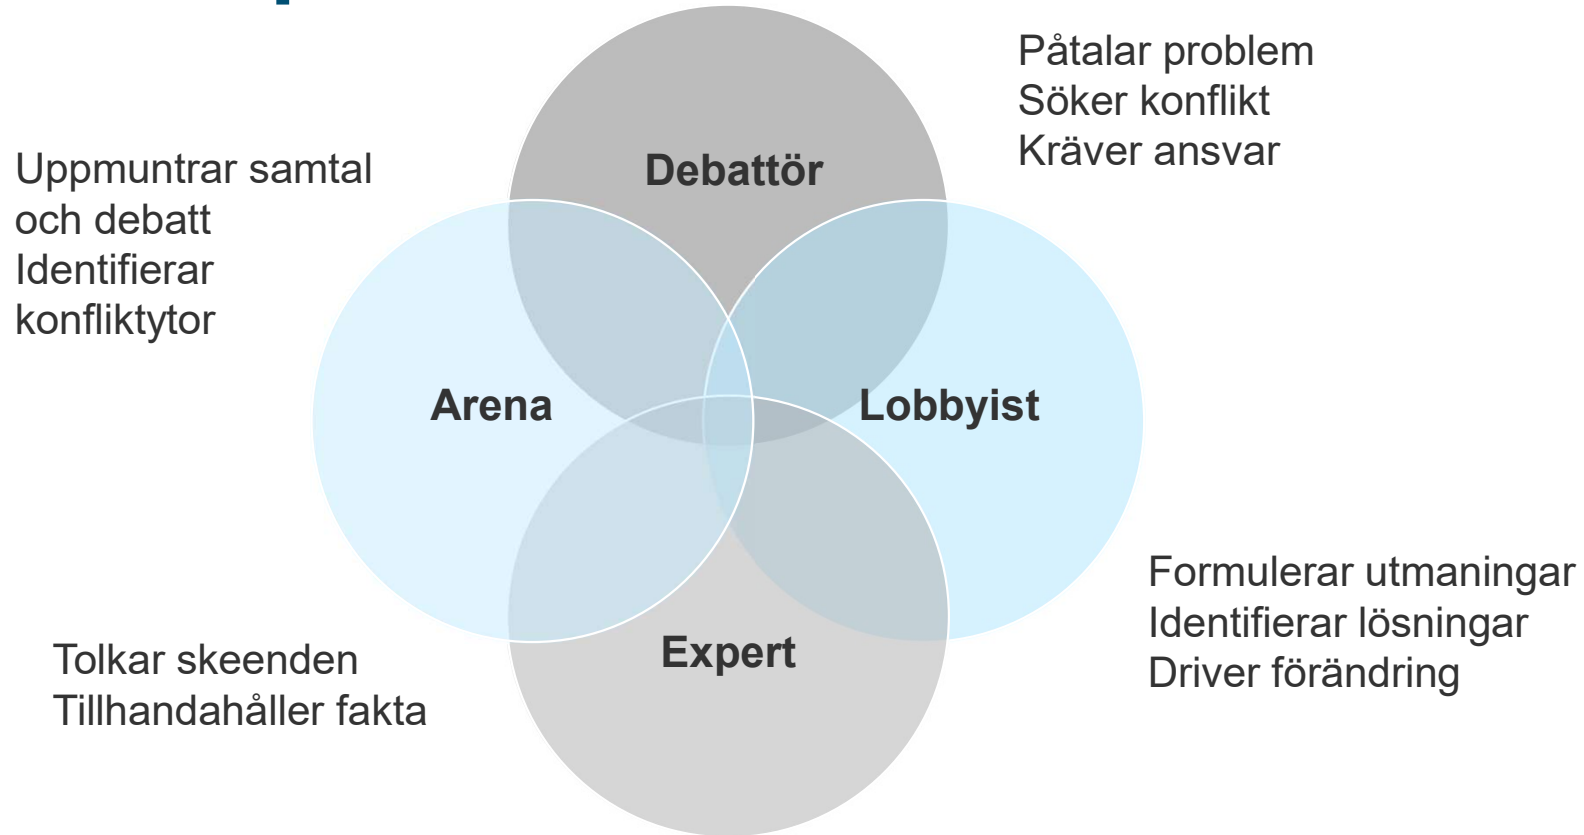 Påtalar problem
Söker konflikt
Kräver ansvar
Debattör
Uppmuntrar samtal
och debatt
Identifierar
konfliktytor
Arena
Lobbyist
Formulerar utmaningar
Identifierar lösningar
Driver förändring
Expert
Tolkar skeenden
Tillhandahåller fakta